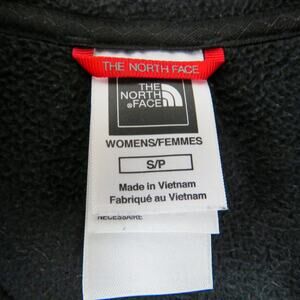 THE NORTH FACE
THE
NORTH
FACE
WOMENS/FEMMES
S/P
Made in Vietnam
Fabriqué au Vietnam
NECESSAIRE